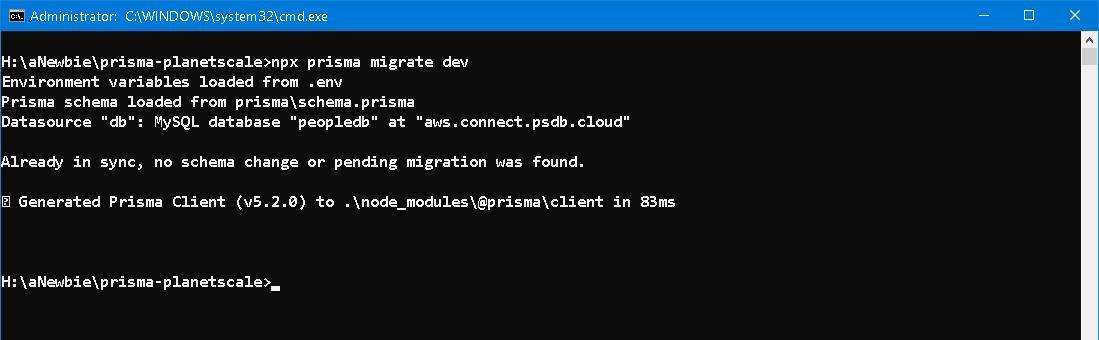 Administrator: C:\WINDOWS\system32\cmd.exe
H:\aNewbie\prisma-planetscale>npx prisma migrate dev
Environment variables loaded from .env
Prisma schema loaded from prisma\schema.prisma
Datasource "db": MySQL database "peopledb" at "aws.connect.psdb.cloud"
Already in sync, no schema change or pending migration was found.
Generated Prisma Client (v5.2.0) to .\node_modules\@prisma\client in 83ms
H:\aNewbie\prisma-planetscale>